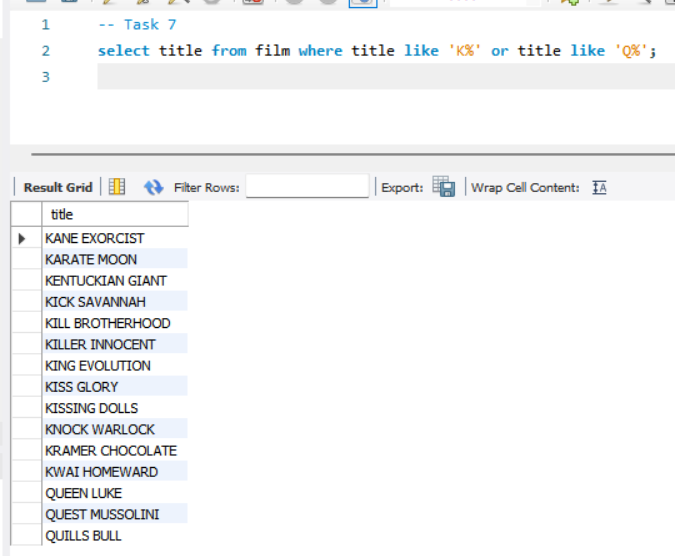 1 -- Task 7
2 select title from film where title like 'K%' or title like 'Q%';
3
Result Grid Filter Rows: Export: Wrap Cell Content:
title
KANE EXORCIST
KARATE MOON
KENTUCKIAN GIANT
KICK SAVANNAH
KILL BROTHERHOOD
KILLER INNOCENT
KING EVOLUTION
KISS GLORY
KISSING DOLLS
KNOCK WARLOCK
KRAMER CHOCOLATE
KWAI HOMEWARD
QUEEN LUKE
QUEST MUSSOLINI
QUILLS BULL